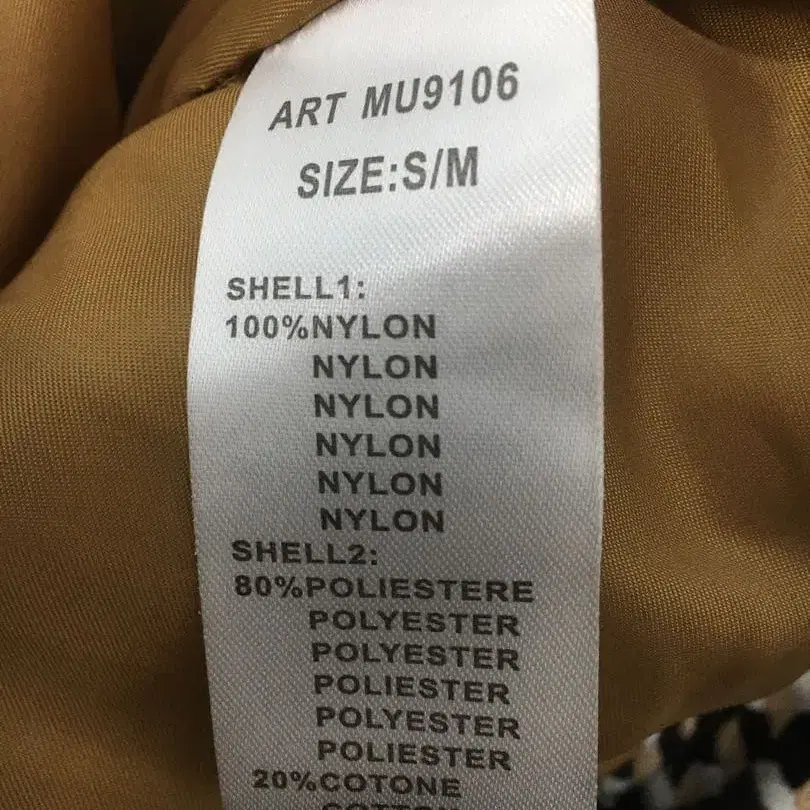 ART MU9106
SIZE:S/M
SHELL1:
100%NYLON
NYLON
NYLON
NYLON
NYLON
NYLON
SHELL2:
80%POLIESTERE
POLYESTER
POLYESTER
POLIESTER
POLYESTER
POLIESTER
20%COTONE
COTTON